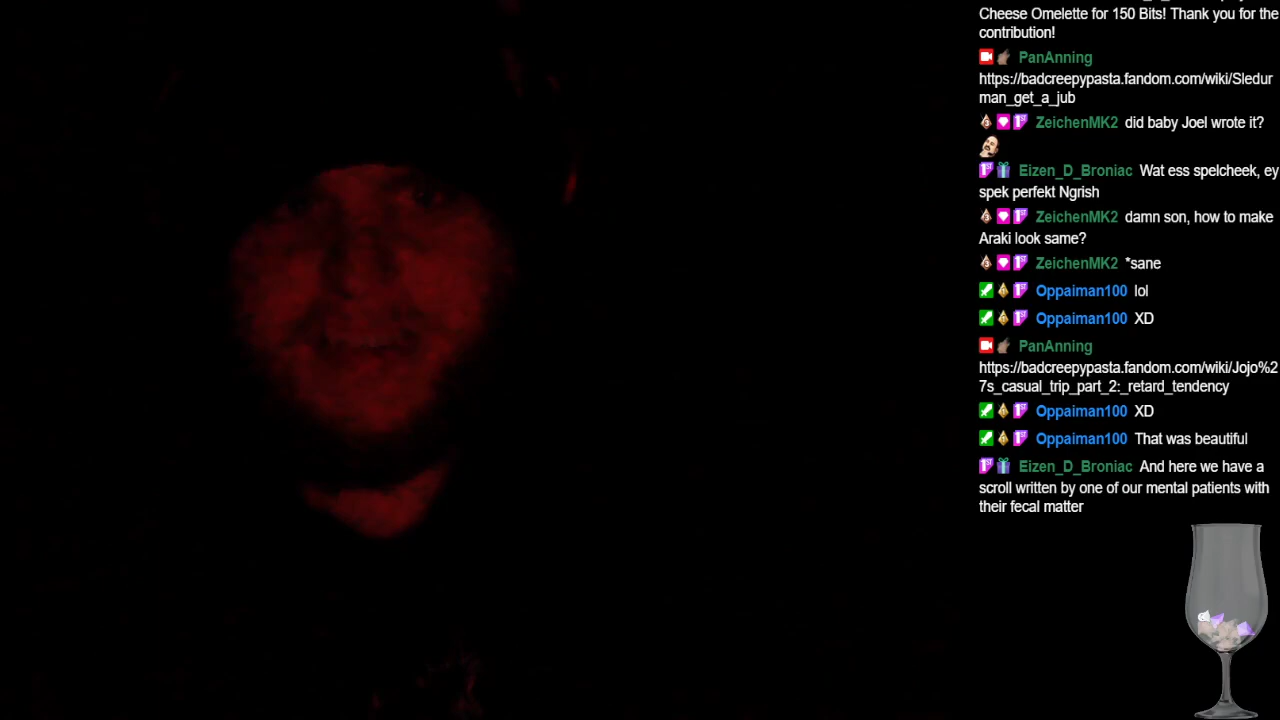 Cheese Omelette for 150 Bits! Thank you for the
contribution!
PanAnning
https://badcreepypasta.fandom.com/wiki/Sledur
man_get_a_jub
ZeichenMK2 did baby Joel wrote it?
Eizen_D_Broniac Wat ess spelcheek, ey
spek perfekt Ngrish
ZeichenMK2 damn son, how to make
Araki look same?
ZeichenMK2 *sane
Oppaiman100 lol
Oppaiman100 XD
PanAnning
https://badcreepypasta.fandom.com/wiki/Jojo%2
7s_casual_trip_part_2:_retard_tendency
Oppaiman100 XD
Oppaiman100 That was beautiful
Eizen_D_Broniac And here we have a
scroll written by one of our mental patients with
their fecal matter